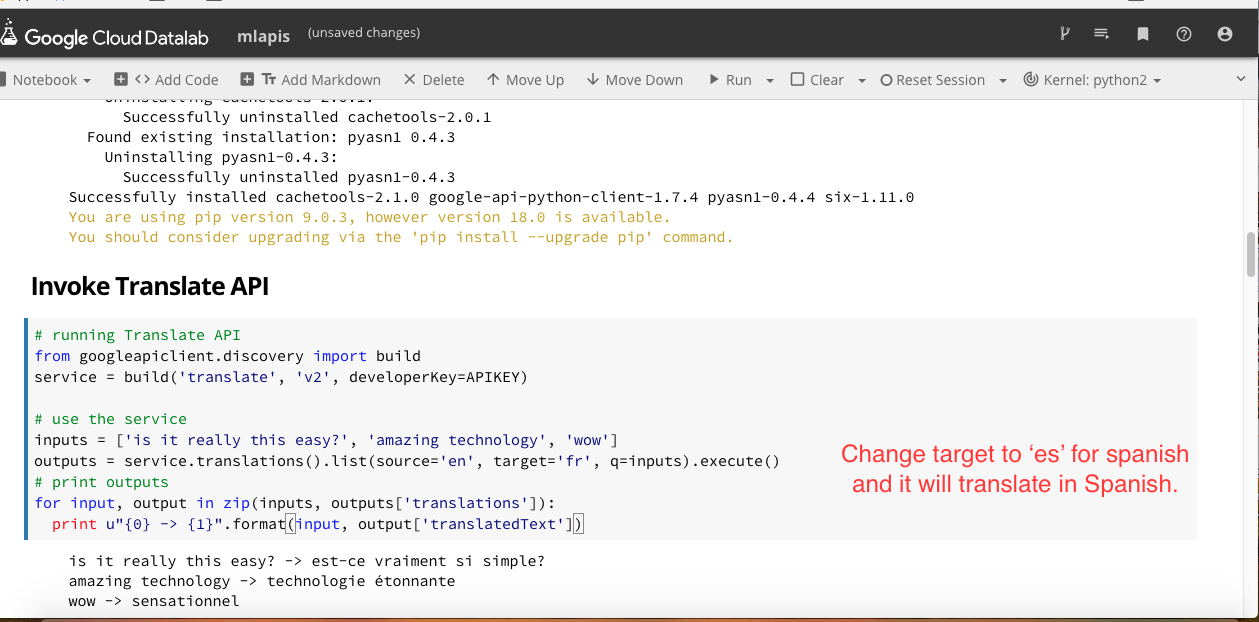 Google Cloud Datalab mlapis (unsaved changes)
Notebook Add Code Add Markdown Delete Move Up Move Down Run Clear Reset Session Kernel: python2
Uninstalling cachetools-2.0.1:
Successfully uninstalled cachetools-2.0.1
Found existing installation: pyasn1 0.4.3
Uninstalling pyasn1-0.4.3:
Successfully uninstalled pyasn1-0.4.3
Successfully installed cachetools-2.1.0 google-api-python-client-1.7.4 pyasn1-0.4.4 six-1.11.0
You are using pip version 9.0.3, however version 18.0 is available.
You should consider upgrading via the 'pip install --upgrade pip' command.
Invoke Translate API
# running Translate API
from googleapiclient.discovery import build
service = build('translate', 'v2', developerKey=APIKEY)
# use the service
inputs = ['is it really this easy?', 'amazing technology', 'wow']
outputs = service.translations().list(source='en', target='fr', q=inputs).execute()
# print outputs
for input, output in zip(inputs, outputs['translations']):
print u"{0} -> {1}".format(input, output['translatedText'])
Change target to ‘es’ for spanish
and it will translate in Spanish.
is it really this easy? -> est-ce vraiment si simple?
amazing technology -> technologie étonnante
wow -> sensationnel